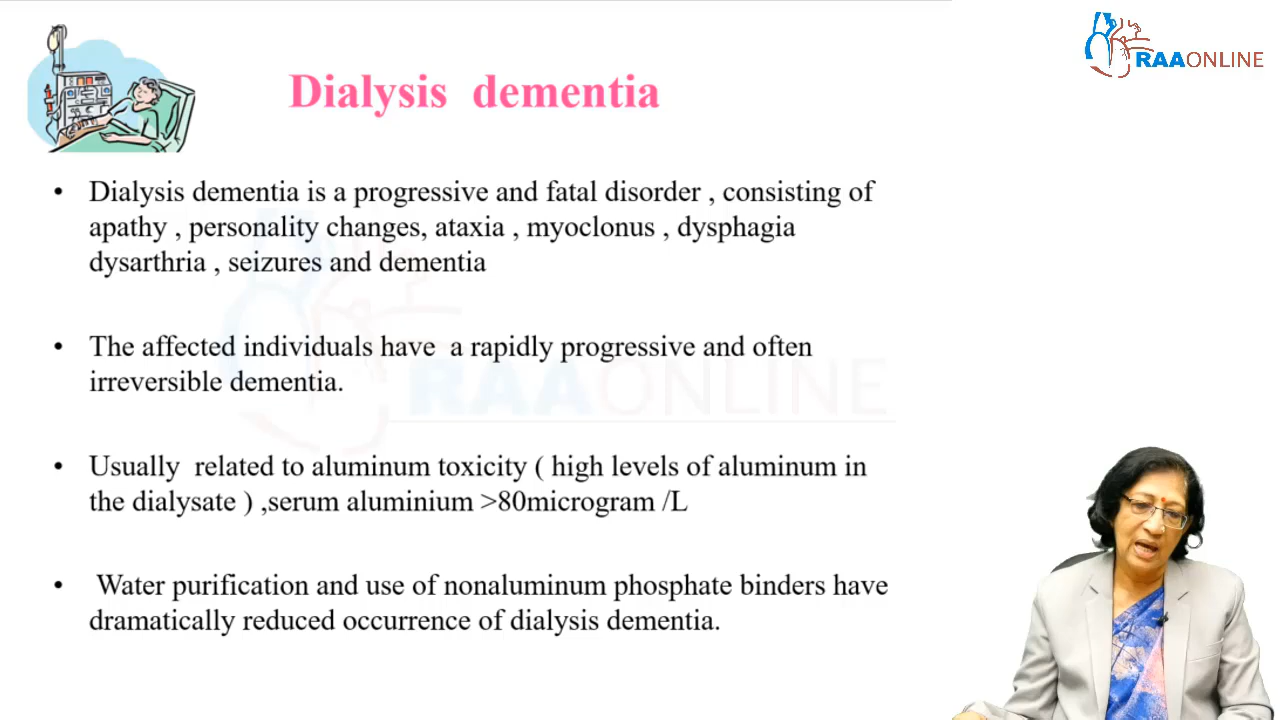 RAAONLINE
Dialysis dementia
• Dialysis dementia is a progressive and fatal disorder , consisting of
apathy , personality changes, ataxia , myoclonus , dysphagia
dysarthria , seizures and dementia
• The affected individuals have a rapidly progressive and often
irreversible dementia.
RAAONLINE
• Usually related to aluminum toxicity ( high levels of aluminum in
the dialysate ) ,serum aluminium >80microgram /L
• Water purification and use of nonaluminum phosphate binders have
dramatically reduced occurrence of dialysis dementia.